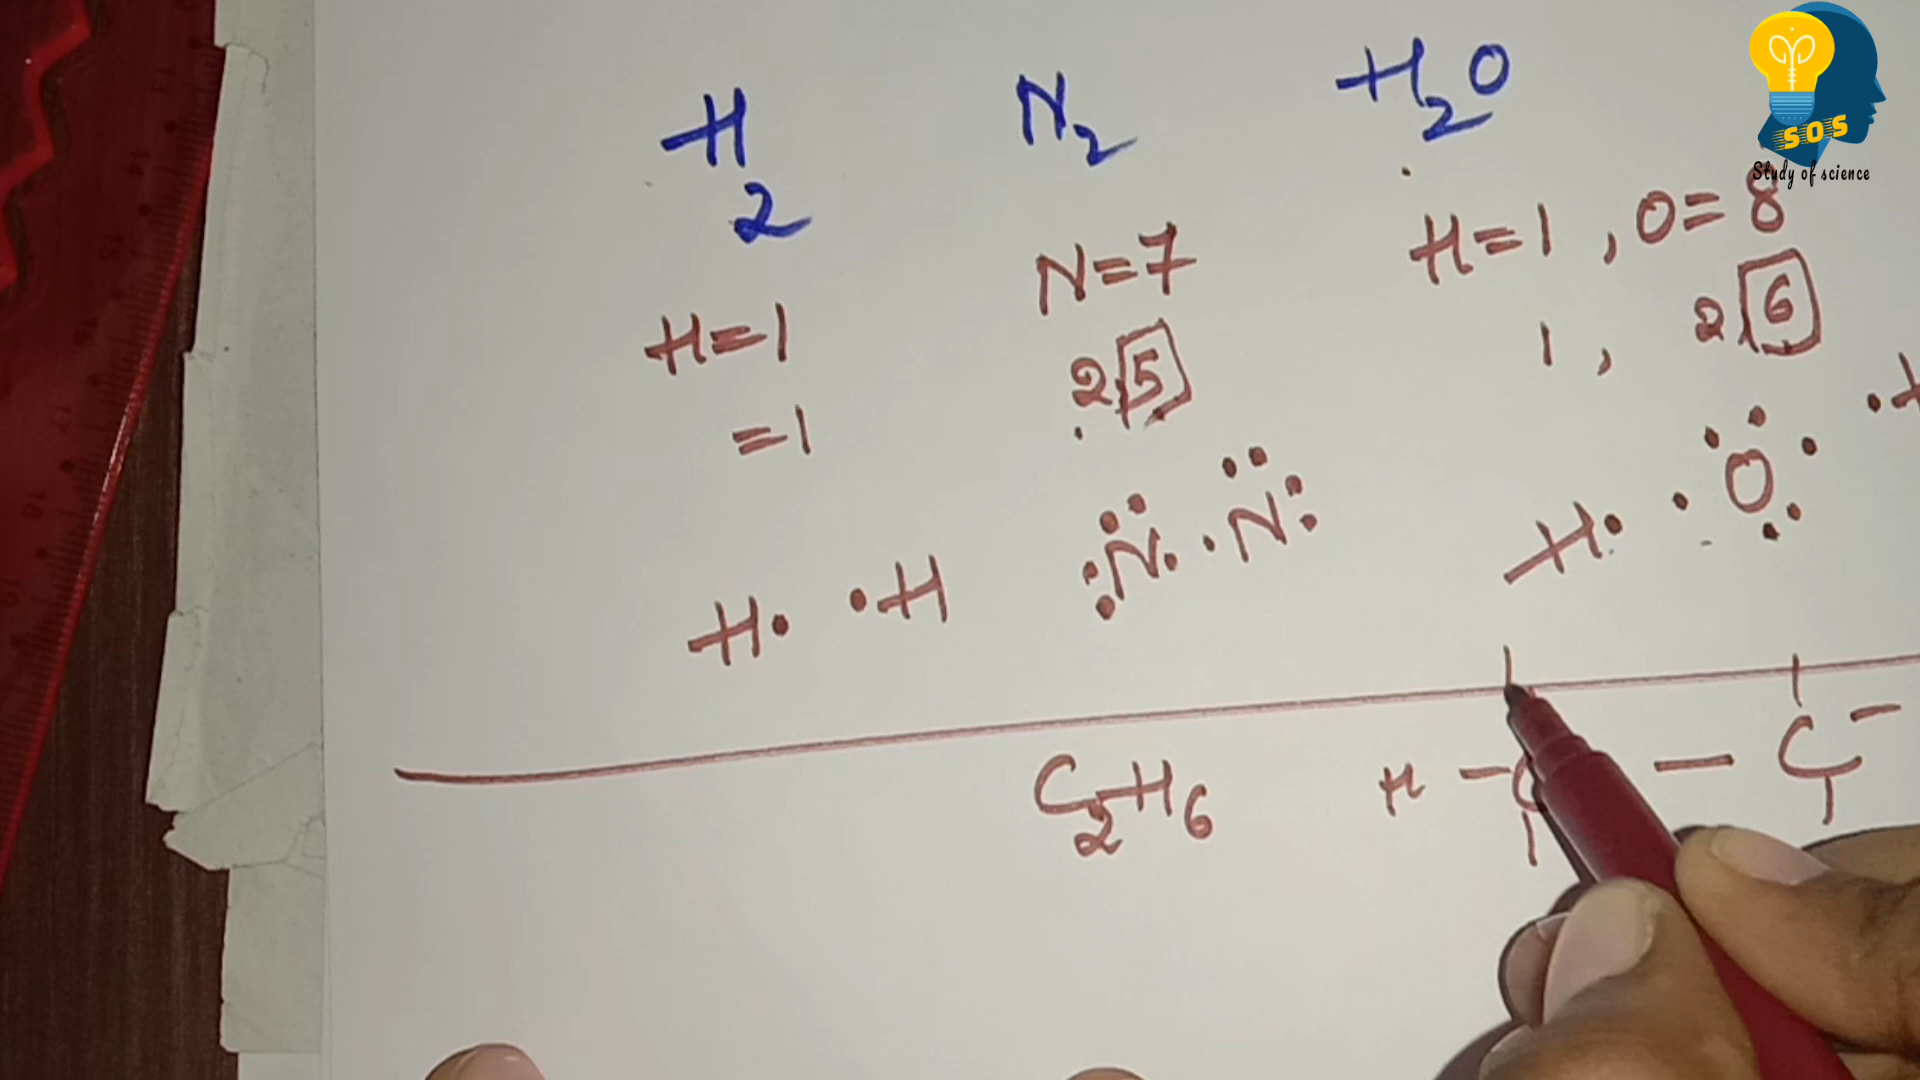 H2 N2 H2O
SOS
Study of science
H=1 N=7 H=1, O=8
=1 2 5 1, 2 6
H. .H :N. .N: H. .O: .
C2H6 H - C - C -